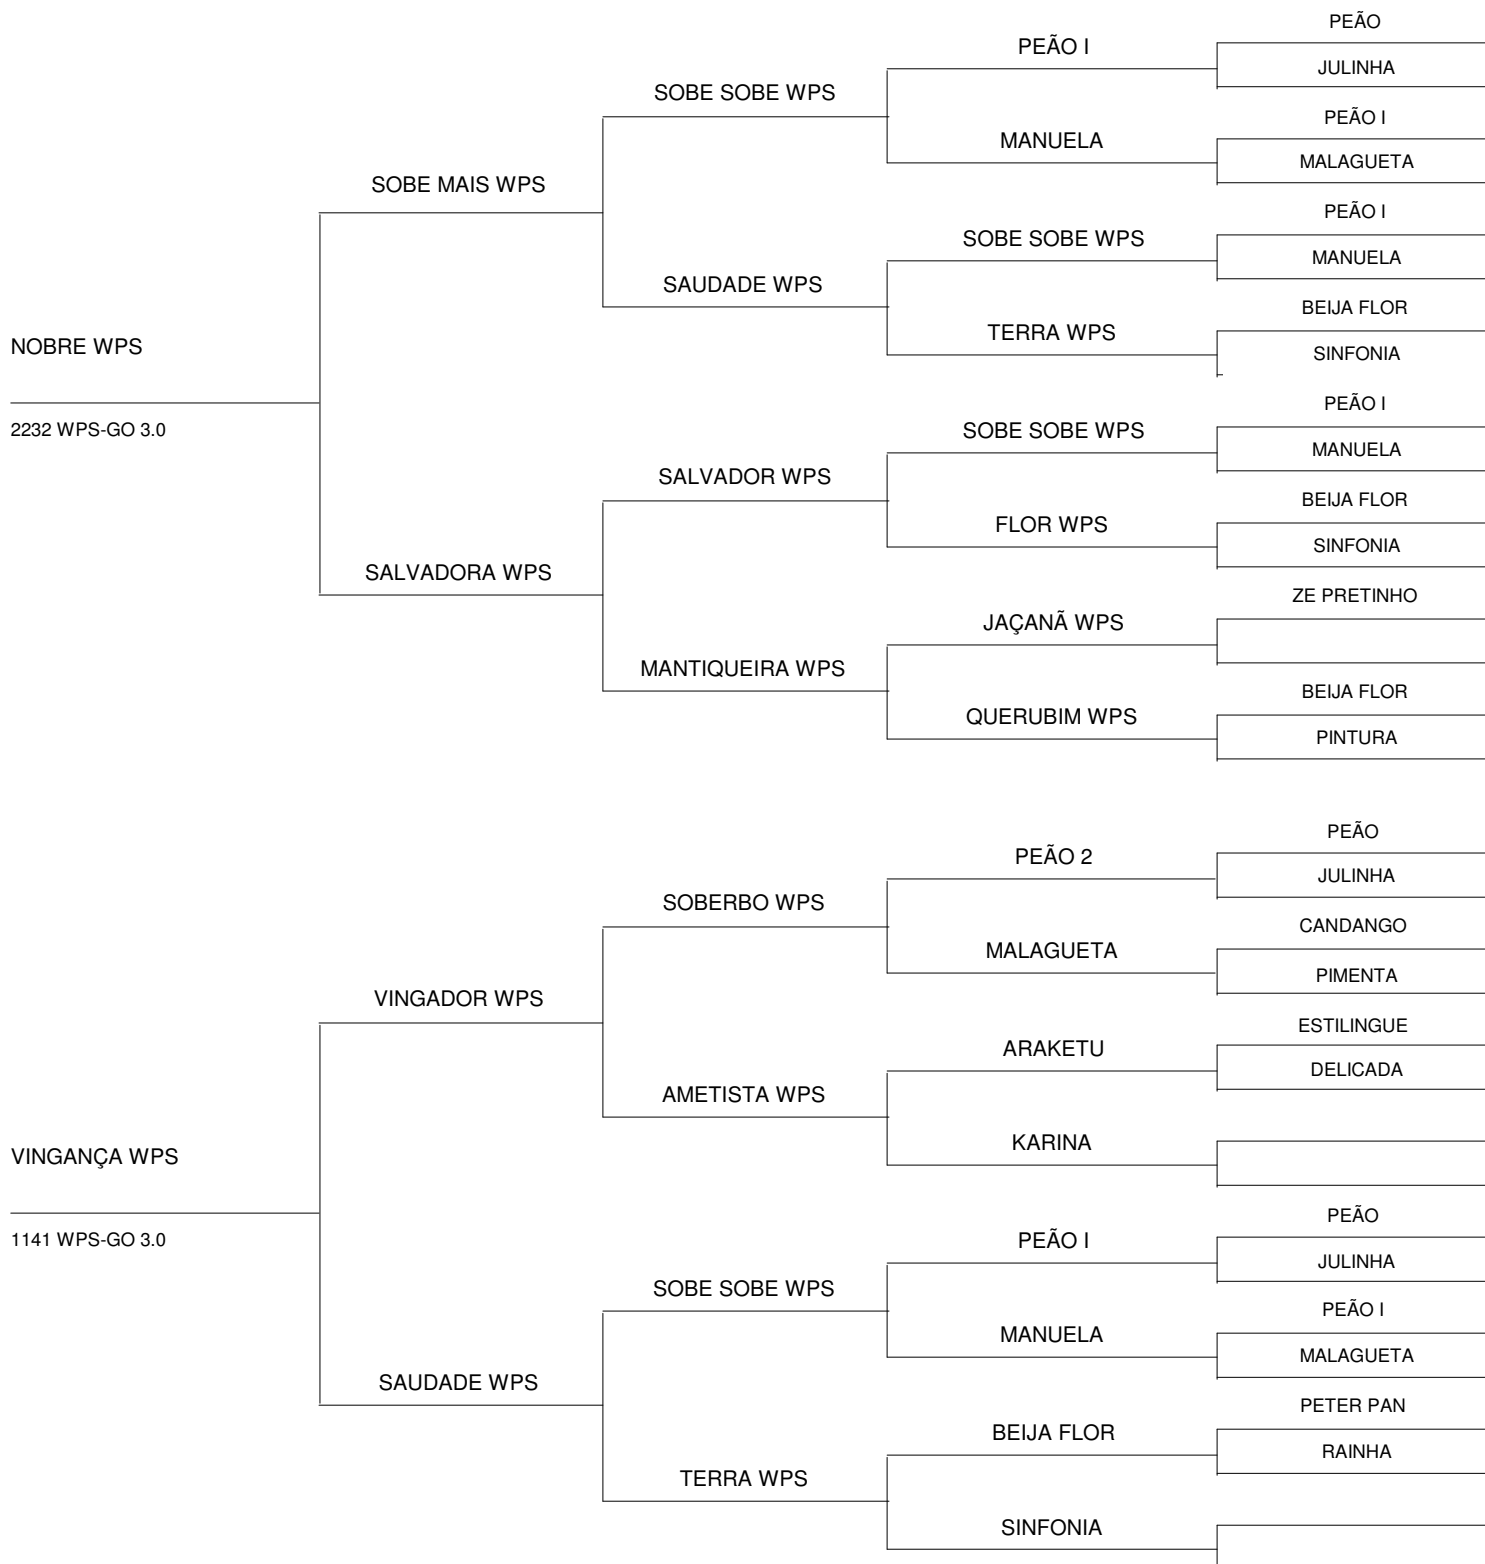 PEÃO
PEÃO I
JULINHA
SOBE SOBE WPS
PEÃO I
MANUELA
MALAGUETA
SOBE MAIS WPS
PEÃO I
SOBE SOBE WPS
MANUELA
SAUDADE WPS
BEIJA FLOR
TERRA WPS
SINFONIA
NOBRE WPS
2232 WPS-GO 3.0
PEÃO I
SOBE SOBE WPS
MANUELA
SALVADOR WPS
BEIJA FLOR
FLOR WPS
SINFONIA
SALVADORA WPS
ZE PRETINHO
JAÇANÃ WPS
MANTIQUEIRA WPS
BEIJA FLOR
QUERUBIM WPS
PINTURA
PEÃO
PEÃO 2
JULINHA
SOBERBO WPS
CANDANGO
MALAGUETA
PIMENTA
VINGADOR WPS
ESTILINGUE
ARAKETU
DELICADA
AMETISTA WPS
KARINA
VINGANÇA WPS
1141 WPS-GO 3.0
PEÃO
PEÃO I
JULINHA
SOBE SOBE WPS
PEÃO I
MANUELA
MALAGUETA
SAUDADE WPS
PETER PAN
BEIJA FLOR
RAINHA
TERRA WPS
SINFONIA